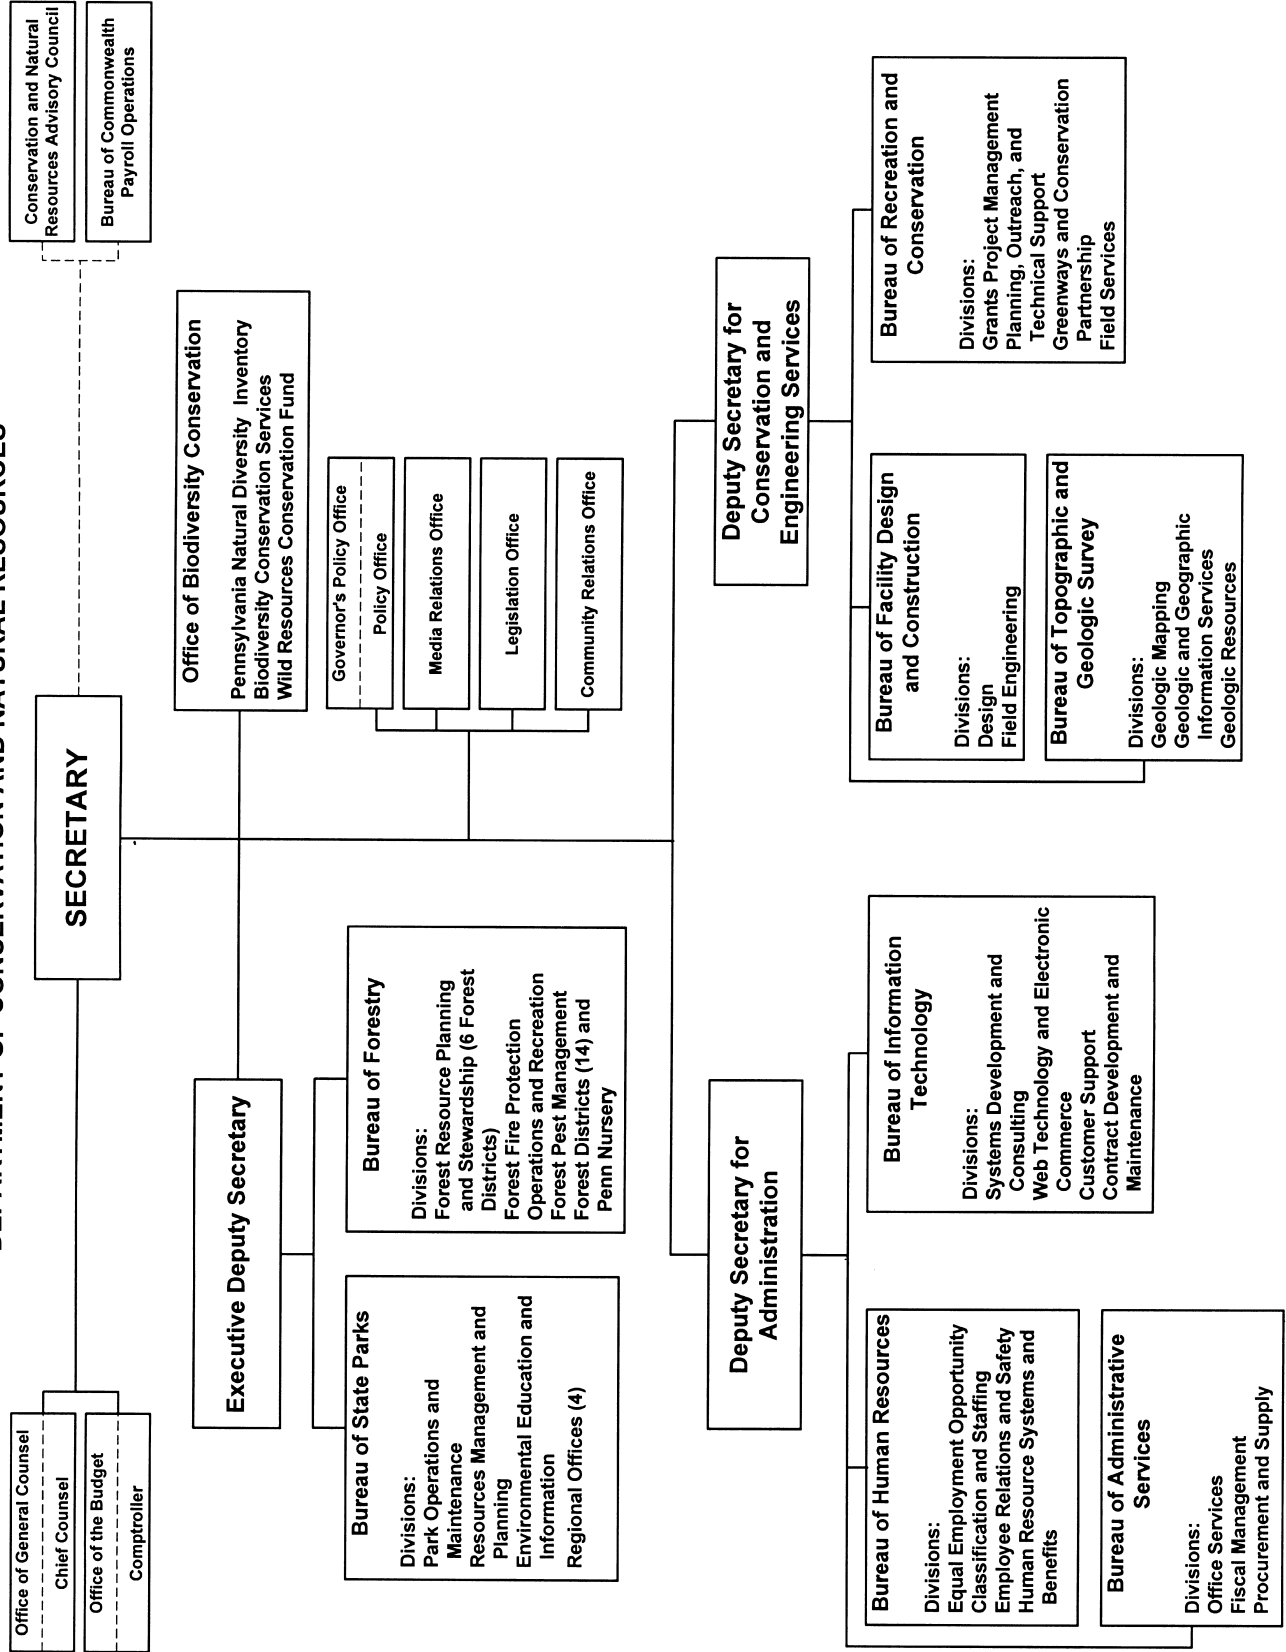 DEPARTMENT OF CONSERVATION AND NATURAL RESOURCES
Office of General Counsel
Chief Counsel
Office of the Budget
Comptroller
SECRETARY
Conservation and Natural
Resources Advisory Council
Bureau of Commonwealth
Payroll Operations
Executive Deputy Secretary
Office of Biodiversity Conservation
Pennsylvania Natural Diversity Inventory
Biodiversity Conservation Services
Wild Resources Conservation Fund
Bureau of State Parks
Divisions:
Park Operations and
Maintenance
Resources Management and
Planning
Environmental Education and
Information
Regional Offices (4)
Bureau of Forestry
Divisions:
Forest Resource Planning
and Stewardship (6 Forest
Districts)
Forest Fire Protection
Operations and Recreation
Forest Pest Management
Forest Districts (14) and
Penn Nursery
Governor's Policy Office
Policy Office
Media Relations Office
Legislation Office
Community Relations Office
Deputy Secretary for
Administration
Deputy Secretary for
Conservation and
Engineering Services
Bureau of Human Resources
Divisions:
Equal Employment Opportunity
Classification and Staffing
Employee Relations and Safety
Human Resource Systems and
Benefits
Bureau of Administrative
Services
Divisions:
Office Services
Fiscal Management
Procurement and Supply
Bureau of Information
Technology
Divisions:
Systems Development and
Consulting
Web Technology and Electronic
Commerce
Customer Support
Contract Development and
Maintenance
Bureau of Facility Design
and Construction
Divisions:
Design
Field Engineering
Bureau of Topographic and
Geologic Survey
Divisions:
Geologic Mapping
Geologic and Geographic
Information Services
Geologic Resources
Bureau of Recreation and
Conservation
Divisions:
Grants Project Management
Planning, Outreach, and
Technical Support
Greenways and Conservation
Partnership
Field Services